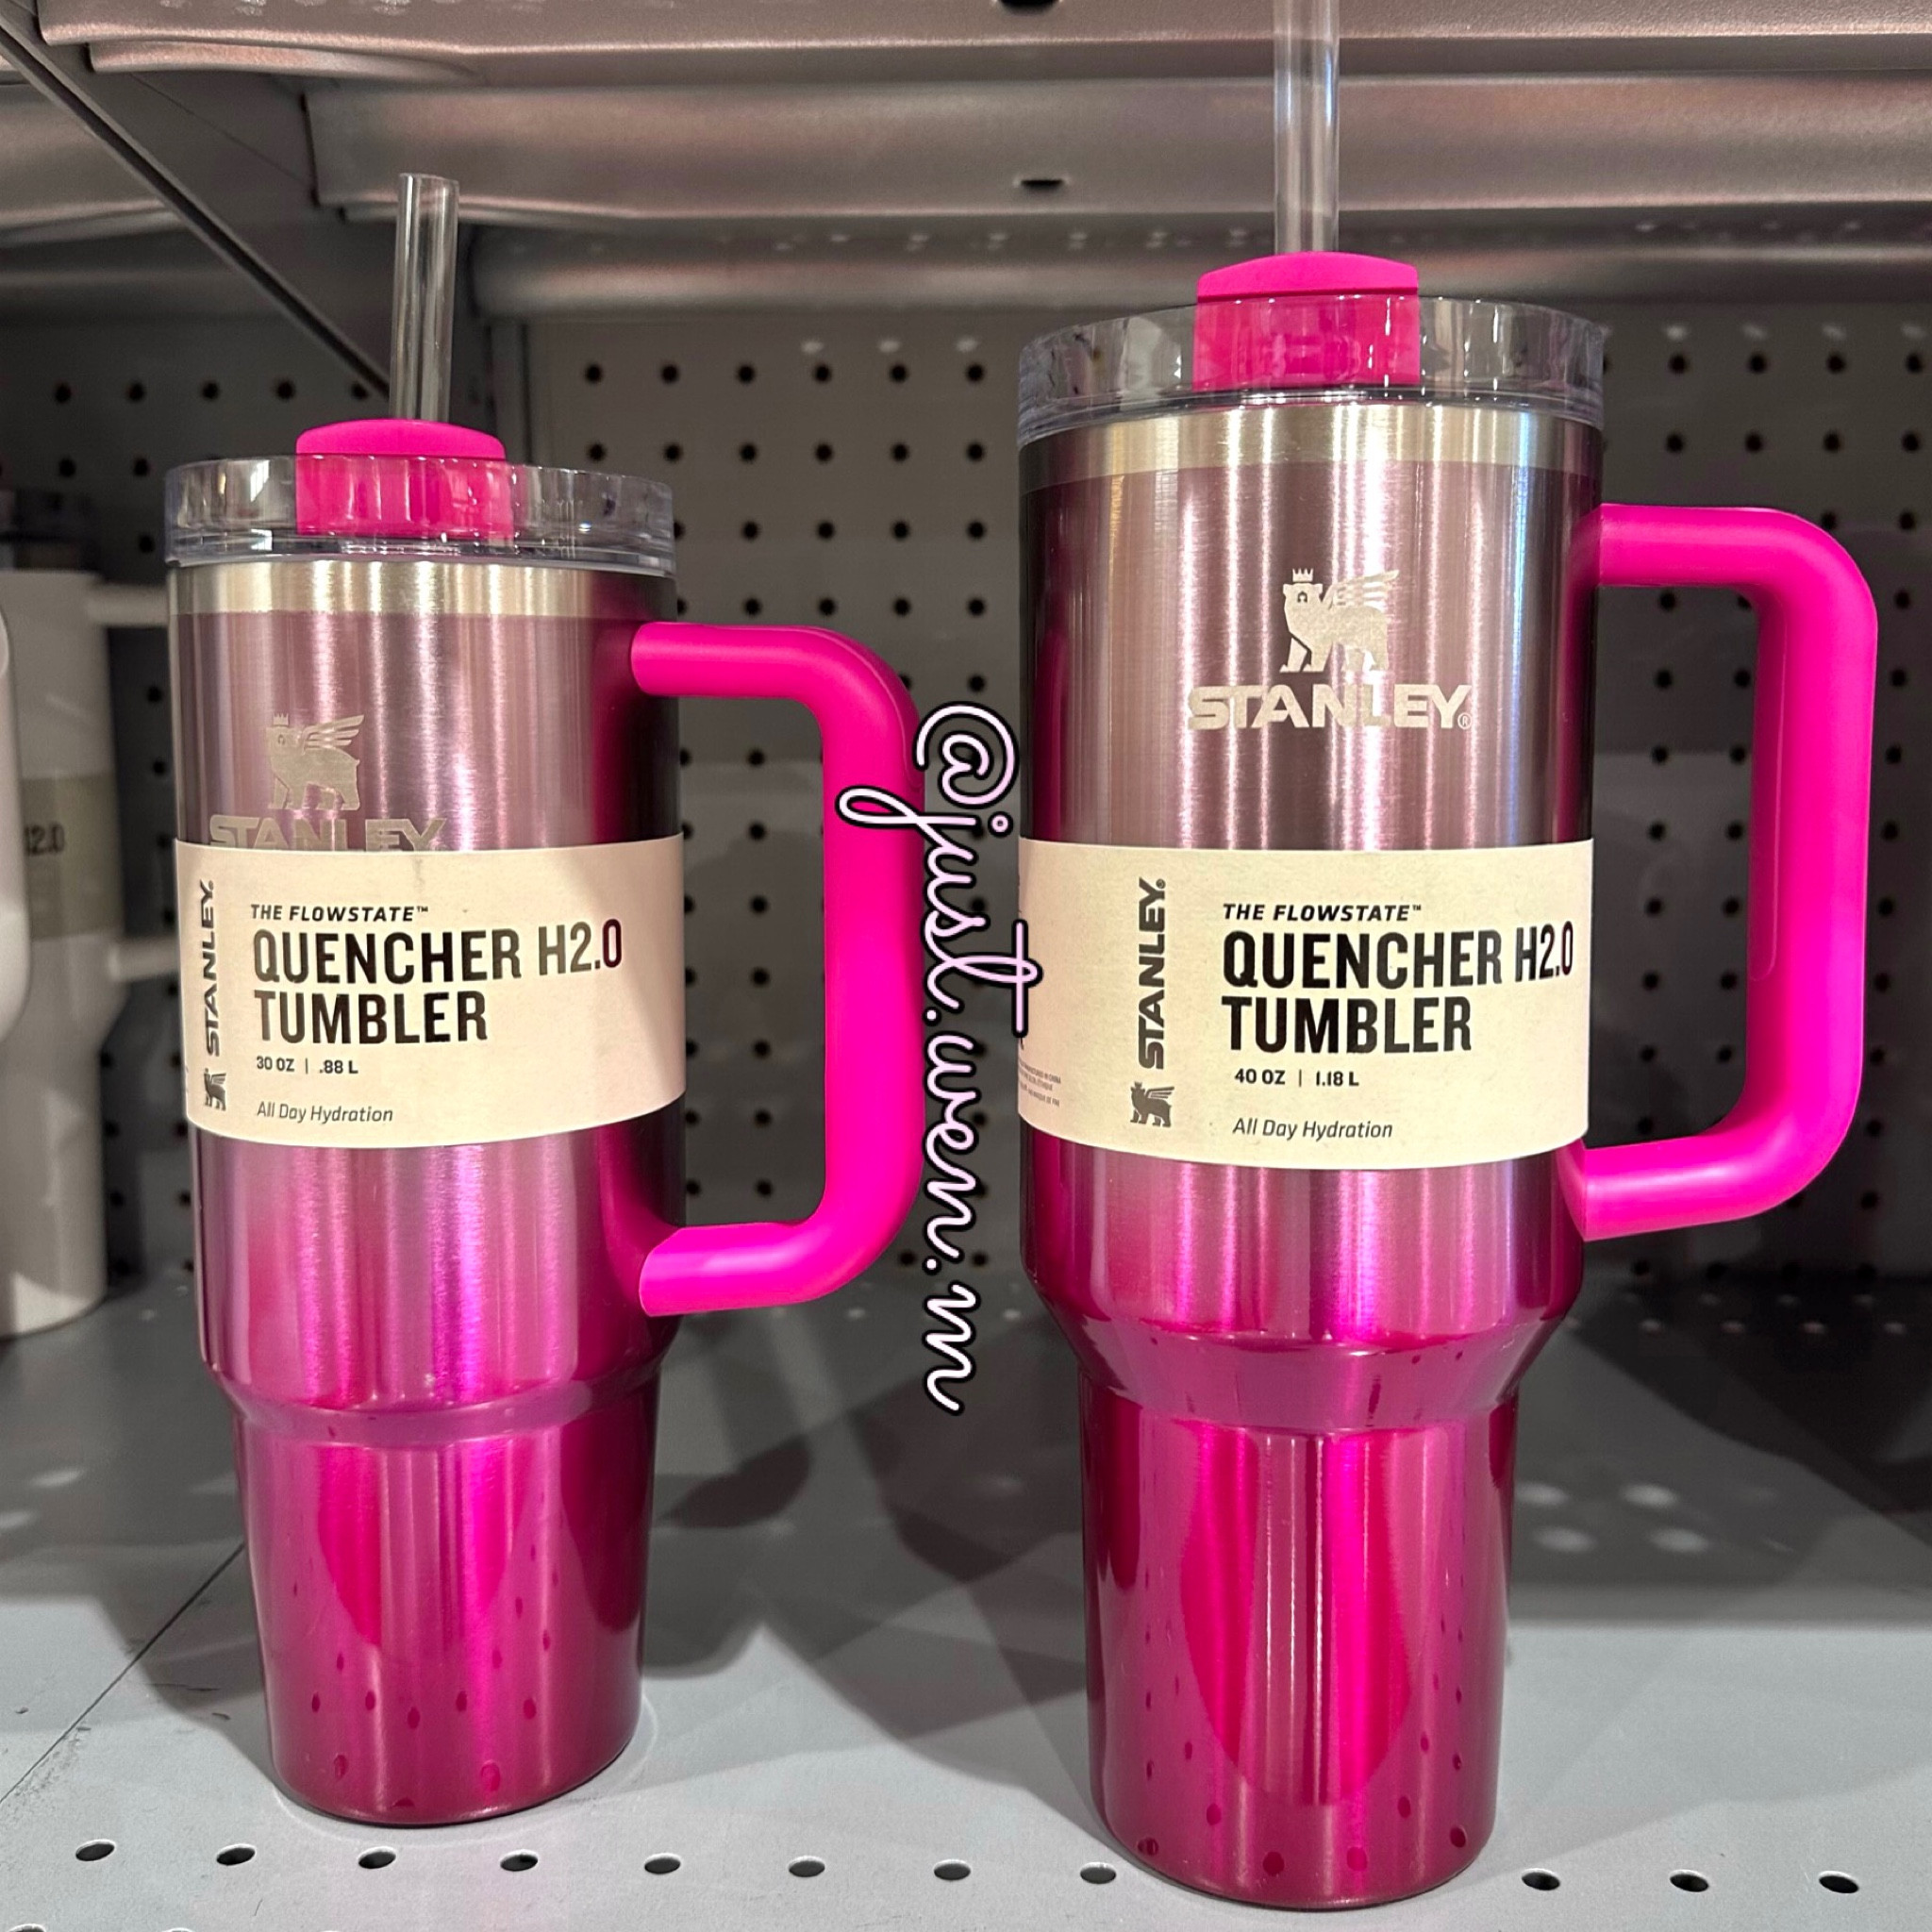 STANLEY
STANLEY
THE FLOWSTATE™
QUENCHER H2.0
TUMBLER
30 OZ | .88 L
All Day Hydration
@just.wen.m
STANLEY®
STANLEY®
THE FLOWSTATE™
QUENCHER H2.0
TUMBLER
40 OZ | 1.18 L
All Day Hydration